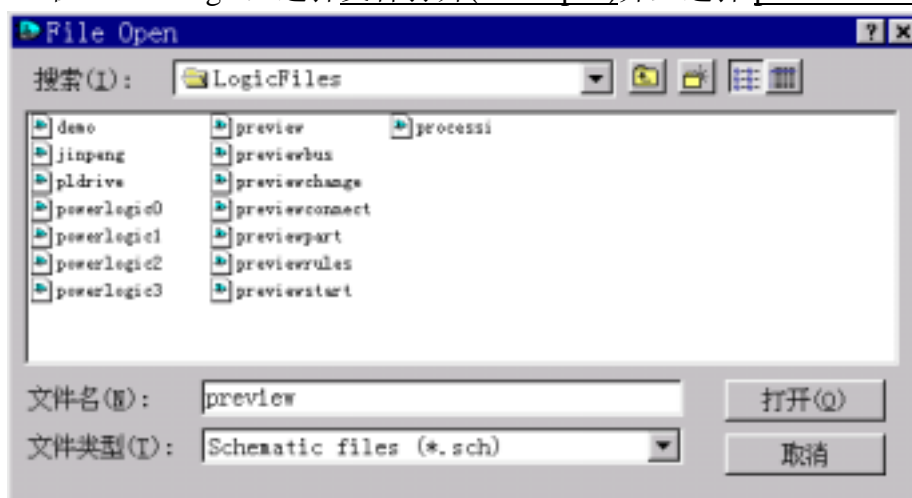 File Open
搜索(I): LogicFiles
demo preview processi
jinpeng previewbus
pldrive previewchange
powerlogic0 previewconnect
powerlogic1 previewpart
powerlogic2 previewrules
powerlogic3 previewstart
文件名(N): preview 打开(O)
文件类型(T): Schematic files (*.sch) 取消